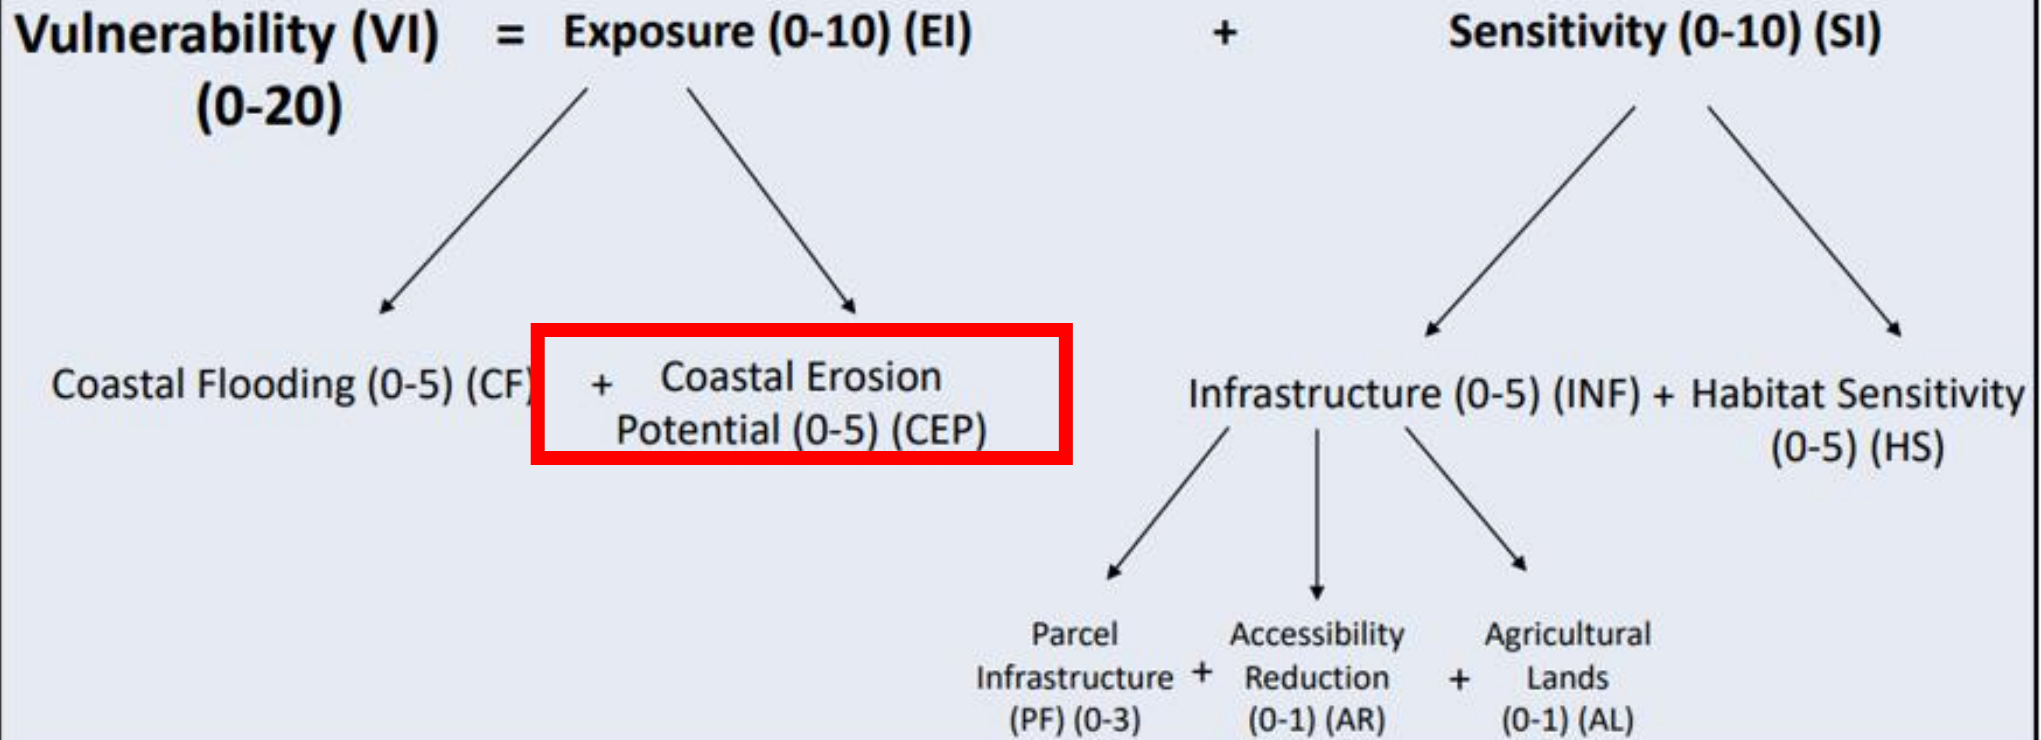 Vulnerability (VI) = Exposure (0-10) (EI) + Sensitivity (0-10) (SI)
(0-20)
Coastal Flooding (0-5) (CF) + Coastal Erosion
Potential (0-5) (CEP)
Infrastructure (0-5) (INF) + Habitat Sensitivity
(0-5) (HS)
Parcel
Infrastructure
(PF) (0-3)
+
Accessibility
Reduction
(0-1) (AR)
+
Agricultural
Lands
(0-1) (AL)